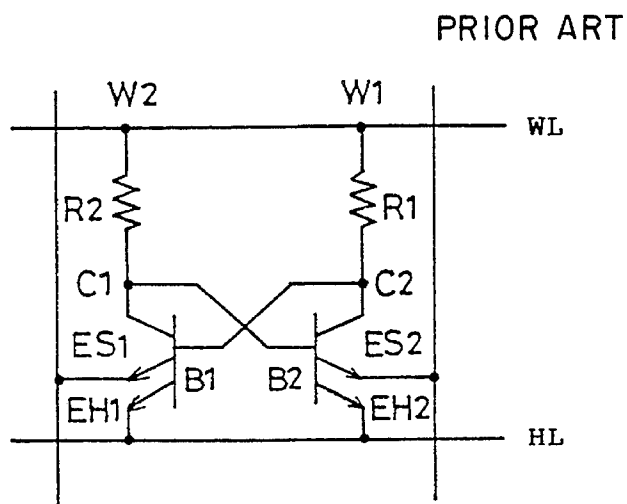 PRIOR ART
W2 W1
WL
R2 R1
C1 C2
ES1 ES2
B1 B2
EH1 EH2
HL